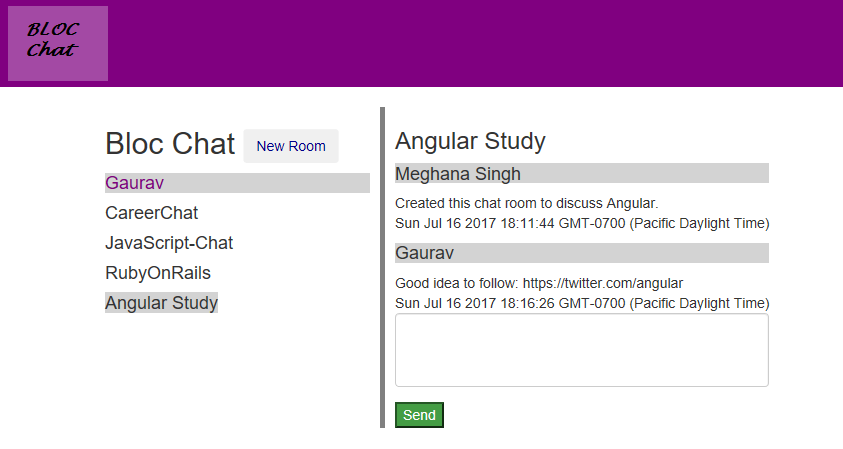 BLOC
Chat
Bloc Chat
New Room
Gaurav
CareerChat
JavaScript-Chat
RubyOnRails
Angular Study
Angular Study
Meghana Singh
Created this chat room to discuss Angular.
Sun Jul 16 2017 18:11:44 GMT-0700 (Pacific Daylight Time)
Gaurav
Good idea to follow: https://twitter.com/angular
Sun Jul 16 2017 18:16:26 GMT-0700 (Pacific Daylight Time)
Send